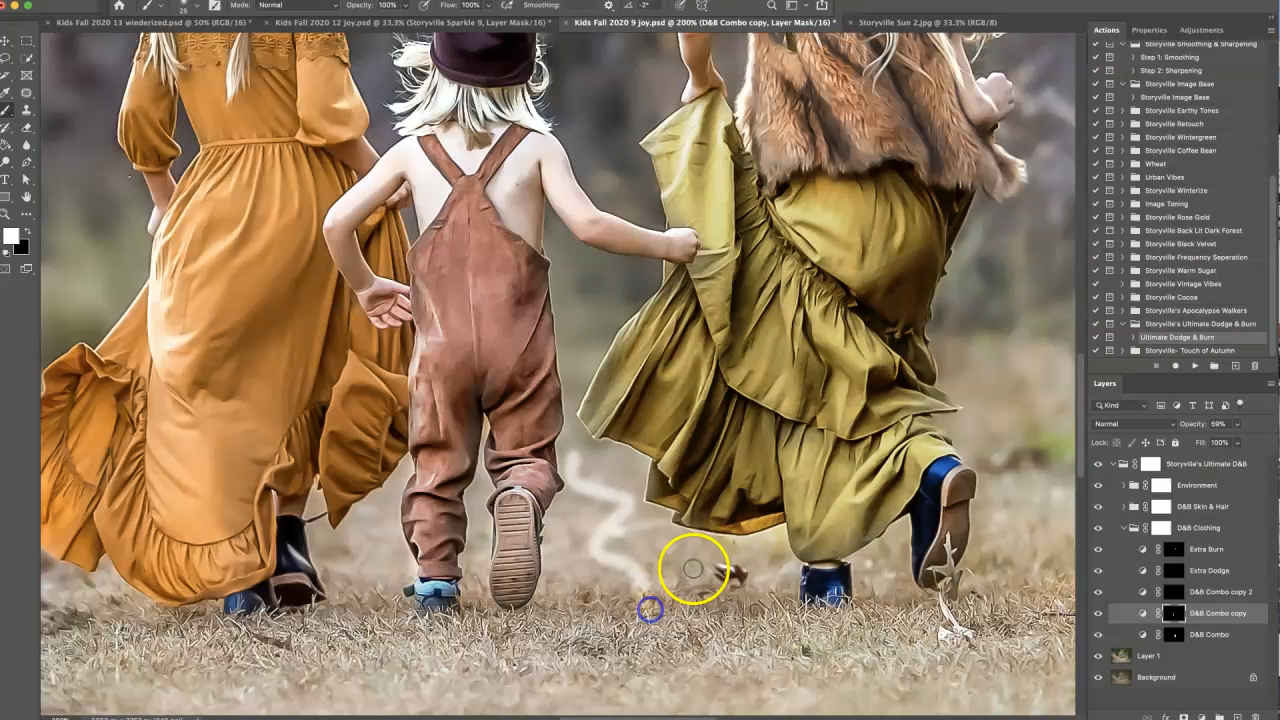 25 Mode: Normal Opacity: 100% Flow: 100% Smoothing: -2°
× Kids Fall 2020 13 winderized.psd @ 50% (RGB/16) * × Kids Fall 2020 12 joy.psd @ 33.3% (Storyville Sparkle 9, Layer Mask/16) * × Kids Fall 2020 9 joy.psd @ 200% (D&B Combo copy, Layer Mask/16) * × Storyville Sun 2.jpg @ 33.3% (RGB/8)
Actions Properties Adjustments
Storyville Smoothing & Sharpening
Step 1: Smoothing
Step 2: Sharpening
Storyville Image Base
Storyville Image Base
Storyville Earthy Tones
Storyville Retouch
Storyville Wintergreen
Storyville Coffee Bean
Wheat
Urban Vibes
Storyville Winterize
Image Toning
Storyville Rose Gold
Storyville Back Lit Dark Forest
Storyville Black Velvet
Storyville Frequency Seperation
Storyville Warm Sugar
Storyville Vintage Vibes
Storyville Cocoa
Storyville's Apocalypse Walkers
Storyville's Ultimate Dodge & Burn
Ultimate Dodge & Burn
Storyville- Touch of Autumn
Layers
Kind
Normal Opacity: 59%
Lock: Fill: 100%
Storyville's Ultimate D&B
Environment
D&B Skin & Hair
D&B Clothing
Extra Burn
Extra Dodge
D&B Combo copy 2
D&B Combo copy
D&B Combo
Layer 1
Background